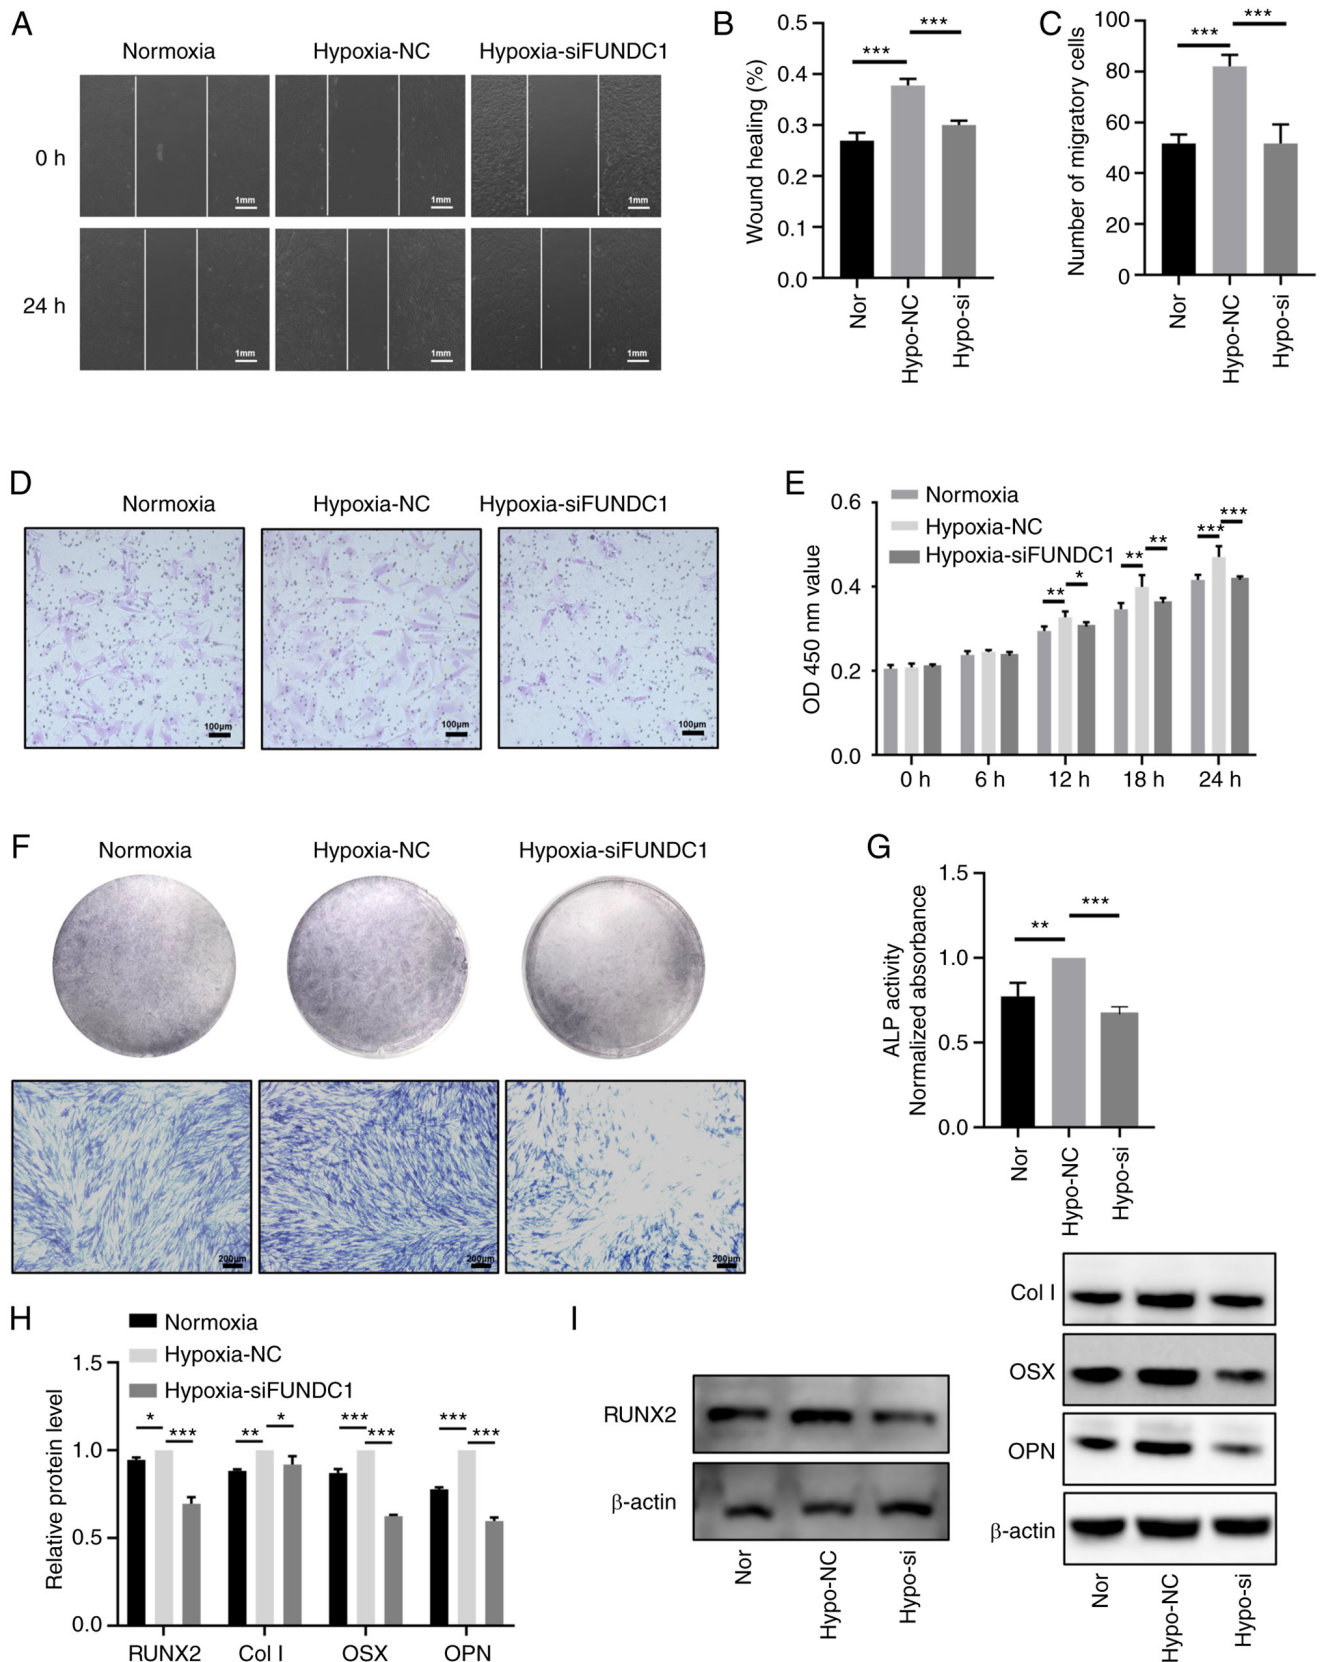 A
Normoxia
Hypoxia-NC
Hypoxia-siFUNDC1
0 h
1mm
1mm
1mm
24 h
1mm
1mm
1mm
B
Wound healing (%)
0.5
0.4
0.3
0.2
0.1
0.0
***
***
Nor
Hypo-NC
Hypo-si
C
Number of migratory cells
100
80
60
40
20
0
***
***
Nor
Hypo-NC
Hypo-si
D
Normoxia
Hypoxia-NC
Hypoxia-siFUNDC1
100µm
100µm
100µm
E
Normoxia
Hypoxia-NC
Hypoxia-siFUNDC1
OD 450 nm value
0.6
0.4
0.2
0.0
**
*
**
**
***
***
0 h
6 h
12 h
18 h
24 h
F
Normoxia
Hypoxia-NC
Hypoxia-siFUNDC1
200µm
200µm
200µm
G
ALP activity
Normalized absorbance
1.5
1.0
0.5
0.0
**
***
Nor
Hypo-NC
Hypo-si
H
Normoxia
Hypoxia-NC
Hypoxia-siFUNDC1
Relative protein level
1.5
1.0
0.5
0.0
*
***
**
*
***
***
***
***
RUNX2
Col I
OSX
OPN
I
RUNX2
β-actin
Nor
Hypo-NC
Hypo-si
Col I
OSX
OPN
β-actin
Nor
Hypo-NC
Hypo-si